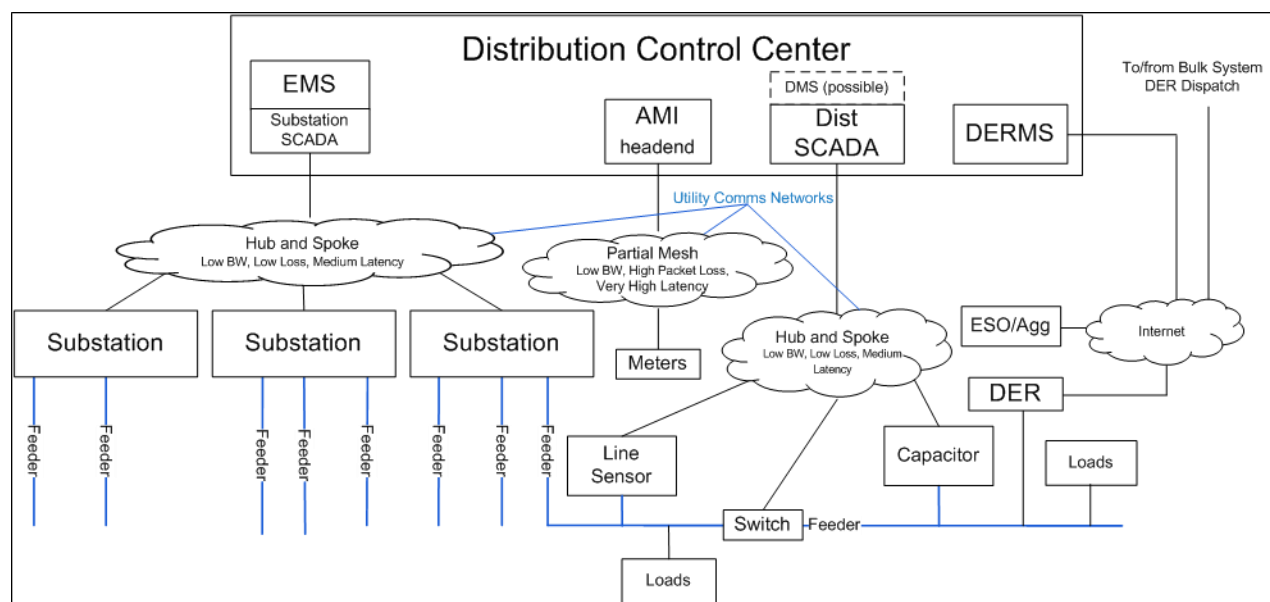 Distribution Control Center
EMS
Substation
SCADA
AMI
headend
DMS (possible)
Dist
SCADA
DERMS
To/from Bulk System
DER Dispatch
Utility Comms Networks
Hub and Spoke
Low BW, Low Loss, Medium Latency
Partial Mesh
Low BW, High Packet Loss,
Very High Latency
Hub and Spoke
Low BW, Low Loss, Medium
Latency
ESO/Agg
Internet
Substation
Substation
Substation
Meters
DER
Feeder
Feeder
Feeder
Feeder
Feeder
Feeder
Feeder
Feeder
Line
Sensor
Capacitor
Loads
Switch
Feeder
Loads